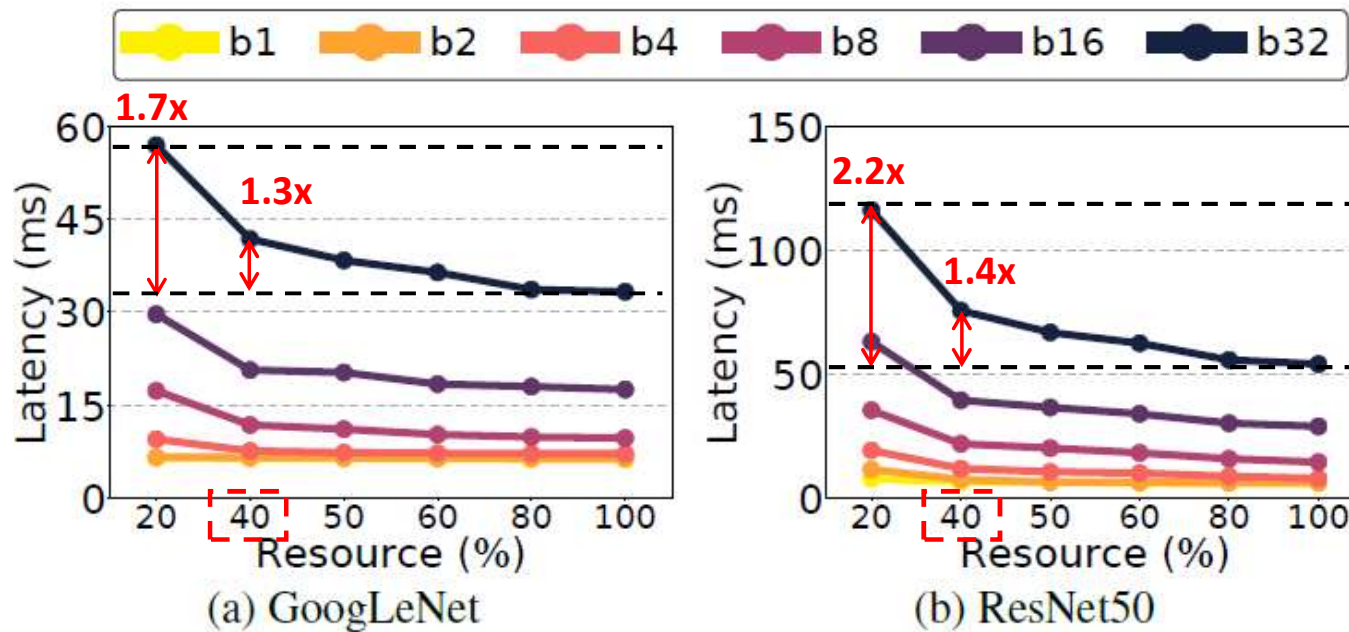 b1 b2 b4 b8 b16 b32
1.7x
60
45
30
15
0
Latency (ms)
1.3x
20 40 50 60 80 100
Resource (%)
(a) GoogLeNet
150
100
50
0
Latency (ms)
2.2x
1.4x
20 40 50 60 80 100
Resource (%)
(b) ResNet50